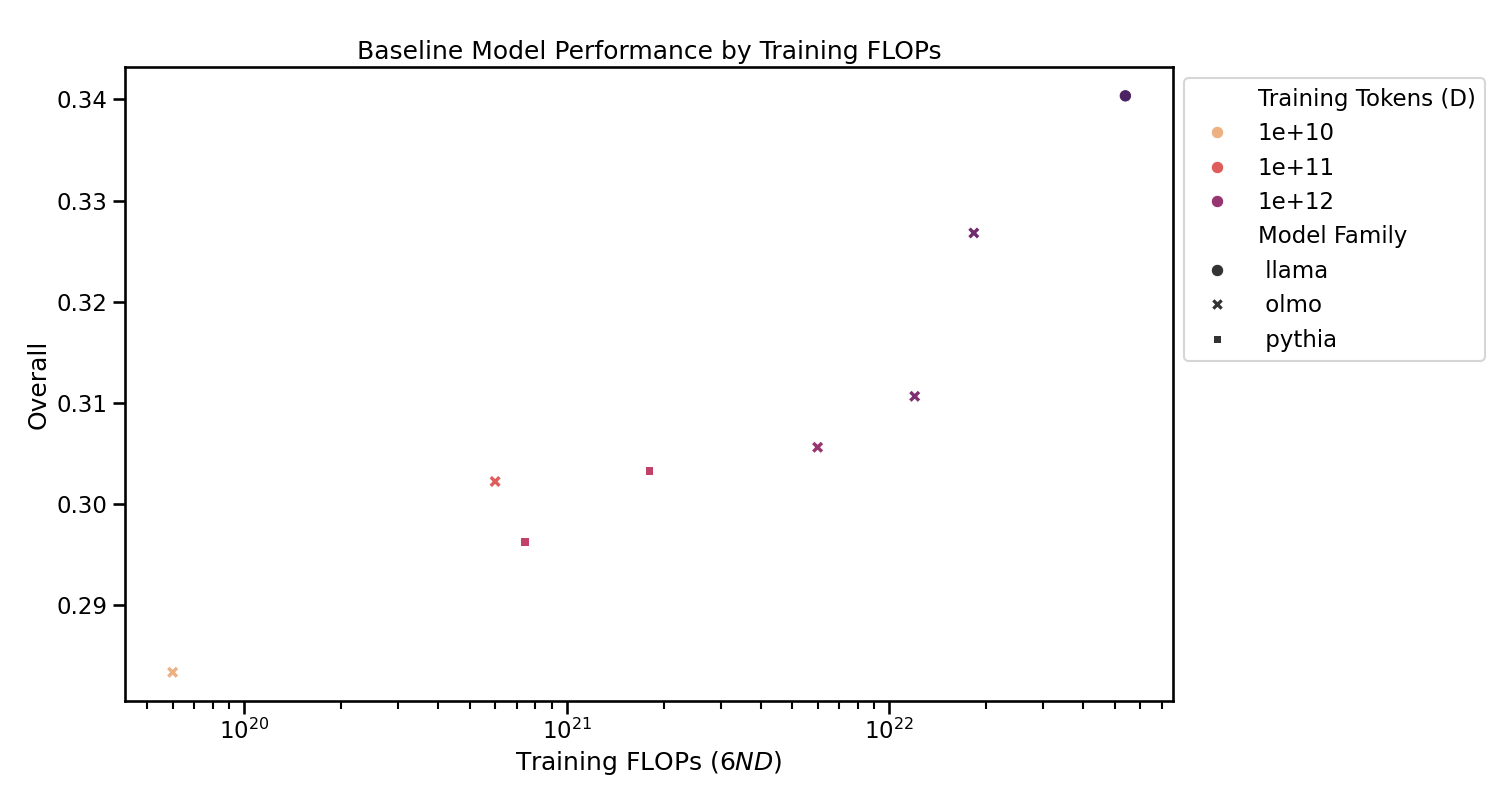 Baseline Model Performance by Training FLOPs
Overall
0.34
0.33
0.32
0.31
0.30
0.29
10^20
10^21
10^22
Training FLOPs (6ND)
Training Tokens (D)
1e+10
1e+11
1e+12
Model Family
llama
olmo
pythia